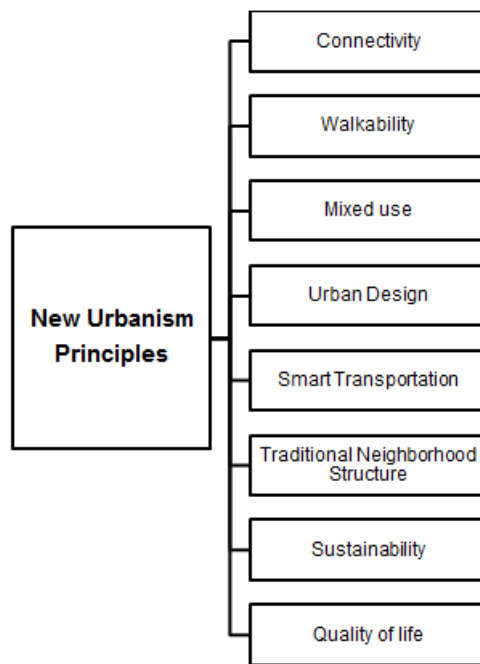 Connectivity
Walkability
Mixed use
Urban Design
New Urbanism
Principles
Smart Transportation
Traditional Neighborhood
Structure
Sustainability
Quality of life